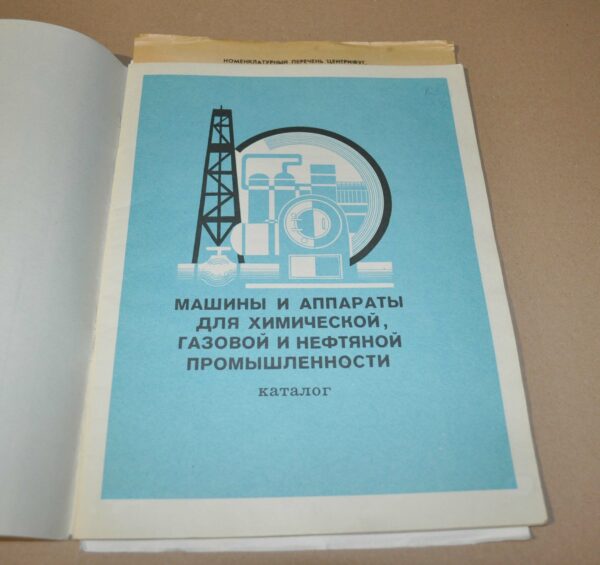 НОМЕНКЛАТУРНЫЙ ПЕРЕЧЕНЬ ЦЕНТРИФУГ,
МАШИНЫ И АППАРАТЫ
ДЛЯ ХИМИЧЕСКОЙ,
ГАЗОВОЙ И НЕФТЯНОЙ
ПРОМЫШЛЕННОСТИ
каталог